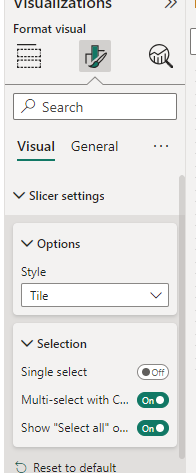 Visualizations
Format visual
Search
Visual
General
Slicer settings
Options
Style
Tile
Selection
Single select
Off
Multi-select with C...
On
Show "Select all" o...
On
Reset to default